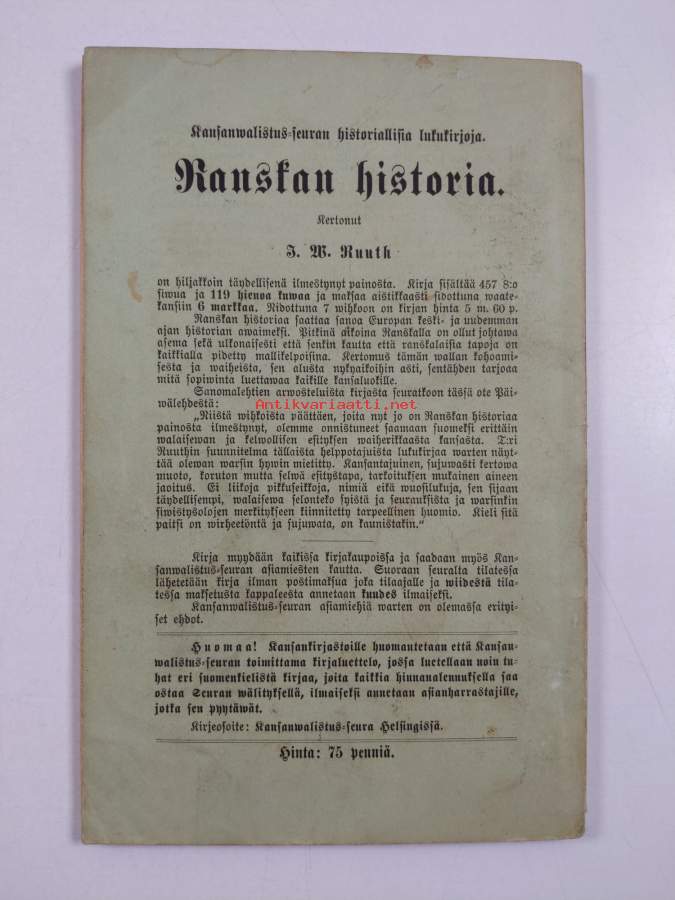 Kansanwalistus-seuran historiallisia lukukirjoja.
Ranskan historia.
Kertonut
J. W. Ruuth
on hiljakkoin täydellisenä ilmestynyt painosta. Kirja sisältää 457 8:o
siwua ja 119 hienoa kuwaa ja maksaa aistikkaasti sidottuna waate-
kansiin 6 markkaa. Nidottuna 7 wihkoon on kirjan hinta 5 m. 60 p.
Ranskan historiaa saattaa sanoa Europan keski- ja uudemman
ajan historian awaimeksi. Pitkinä aikoina Ranskalla on ollut johtawa
asema sekä ulkonaisesti että senkin kautta että ranskalaisia tapoja on
kaikkialla pidetty mallikelpoisina. Kertomus tämän wallan kohoami-
sesta ja waiheista, sen alusta nykyaikoihin asti, sentähden tarjoaa
mitä sopiwinta luettawaa kaikille kansaluokille.
Sanomalehtien arwosteluista kirjasta seuratkoon tässä ote Päi-
wälehdestä:
Antikvariaatti.net
„Niistä wihkoista päättäen, joita nyt jo on Ranskan historiaa
painosta ilmestynyt, olemme onnistuneet saamaan suomeksi erittäin
walaisewan ja kelwollisen esityksen waiherikkaasta kansasta. T:ri
Ruuthin suunnitelma tällaista helppotajuista lukukirjaa warten näyt-
tää olewan warsin hywin mietitty. Kansantajuinen, sujuwasti kertowa
muoto, koruton mutta selwä esitystapa, tarkoituksen mukainen aineen
jaoitus. Ei liikoja pikkuseikkoja, nimiä eikä wuosilukuja, sen sijaan
täydellisempi, walaisewa selonteko syistä ja seurauksista ja warsinkin
siwistysolojen merkitykseen kiinnitetty tarpeellinen huomio. Kieli sitä
paitsi on wirheetöntä ja sujuwata, on kaunistakin.“
Kirja myydään kaikissa kirjakaupoissa ja saadaan myös Kan-
sanwalistus-seuran asiamiesten kautta. Suoraan seuralta tilatessa
lähetetään kirja ilman postimaksua joka tilaajalle ja wiidestä tila-
tessa maksetusta kappaleesta annetaan kuudes ilmaiseksi.
Kansanwalistus-seuran asiamiehiä warten on olemassa erityi-
set ehdot.
Huomaa! Kansankirjastoille huomautetaan että Kansan-
walistus-seuran toimittama kirjaluettelo, jossa luetellaan noin tu-
hat eri suomenkielistä kirjaa, joita kaikkia hinnanalennuksella saa
ostaa Seuran wälityksellä, ilmaiseksi annetaan asianharrastajille,
jotka sen pyytäwät.
Kirjeosoite: Kansanwalistus-seura Helsingissä.
Hinta: 75 penniä.